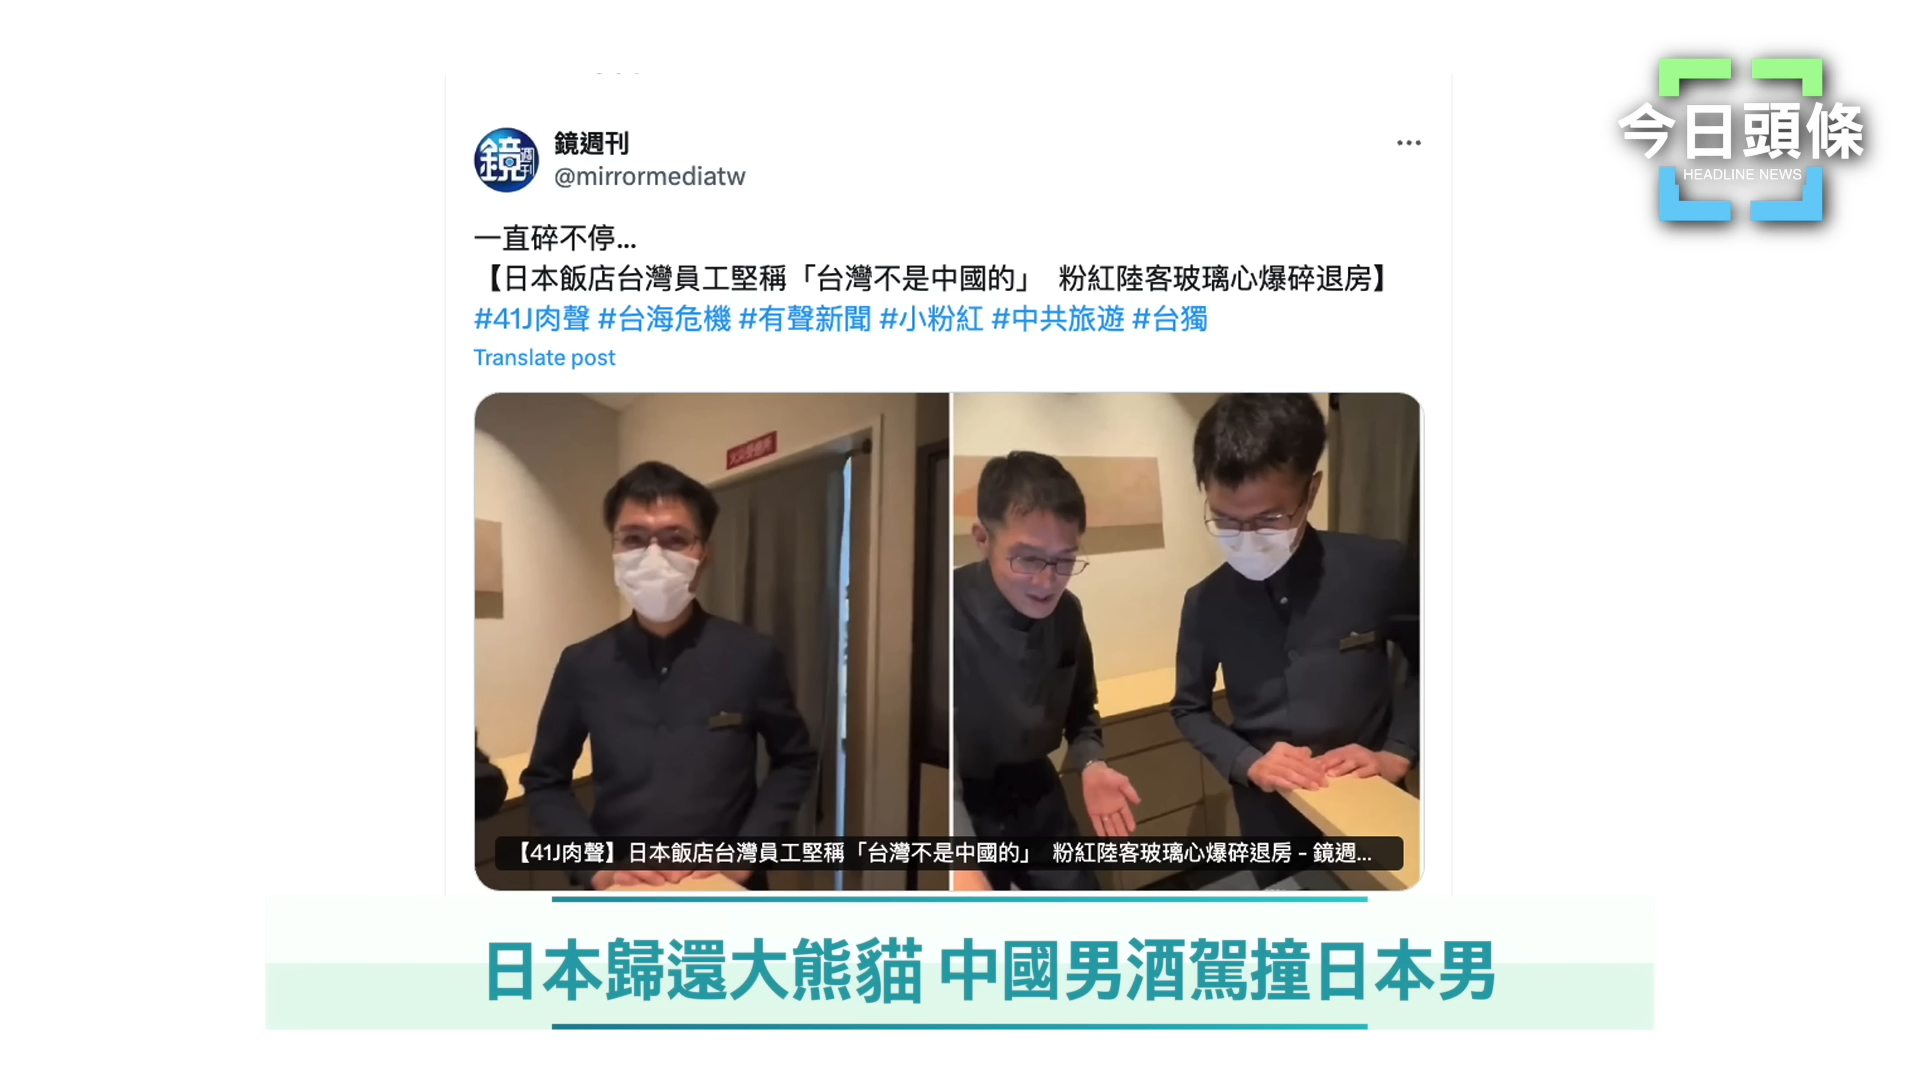 今日頭條
HEADLINE NEWS
鏡週刊
鏡週刊
@mirrormediatw
一直碎不停...
【日本飯店台灣員工堅稱「台灣不是中國的」 粉紅陸客玻璃心爆碎退房】
#41J肉聲 #台海危機 #有聲新聞 #小粉紅 #中共旅遊 #台獨
Translate post
【41J肉聲】日本飯店台灣員工堅稱「台灣不是中國的」 粉紅陸客玻璃心爆碎退房 - 鏡週...
日本歸還大熊貓 中國男酒駕撞日本男